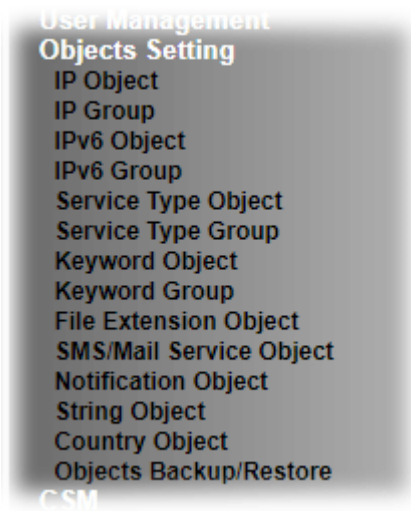 User Management
Objects Setting
IP Object
IP Group
IPv6 Object
IPv6 Group
Service Type Object
Service Type Group
Keyword Object
Keyword Group
File Extension Object
SMS/Mail Service Object
Notification Object
String Object
Country Object
Objects Backup/Restore
CSM